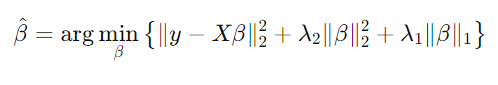 β̂ = arg min_β {‖y − Xβ‖₂² + λ₂‖β‖₂² + λ₁‖β‖₁}